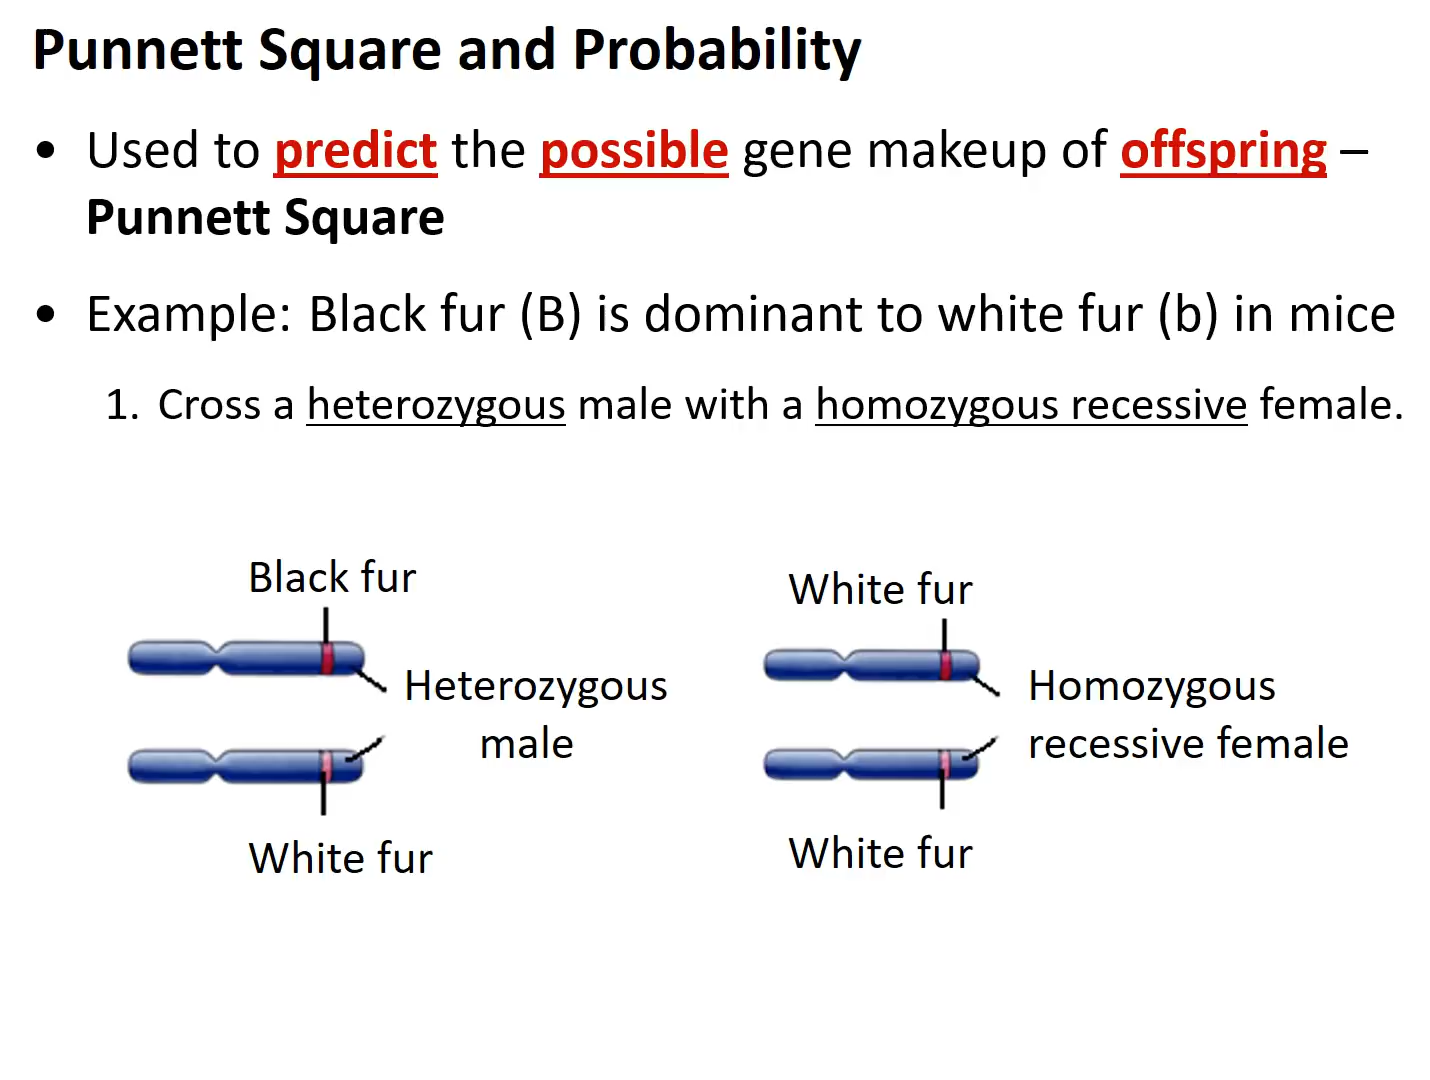 Punnett Square and Probability
• Used to predict the possible gene makeup of offspring –
Punnett Square
• Example: Black fur (B) is dominant to white fur (b) in mice
1. Cross a heterozygous male with a homozygous recessive female.
Black fur
Heterozygous
male
White fur
White fur
Homozygous
recessive female
White fur